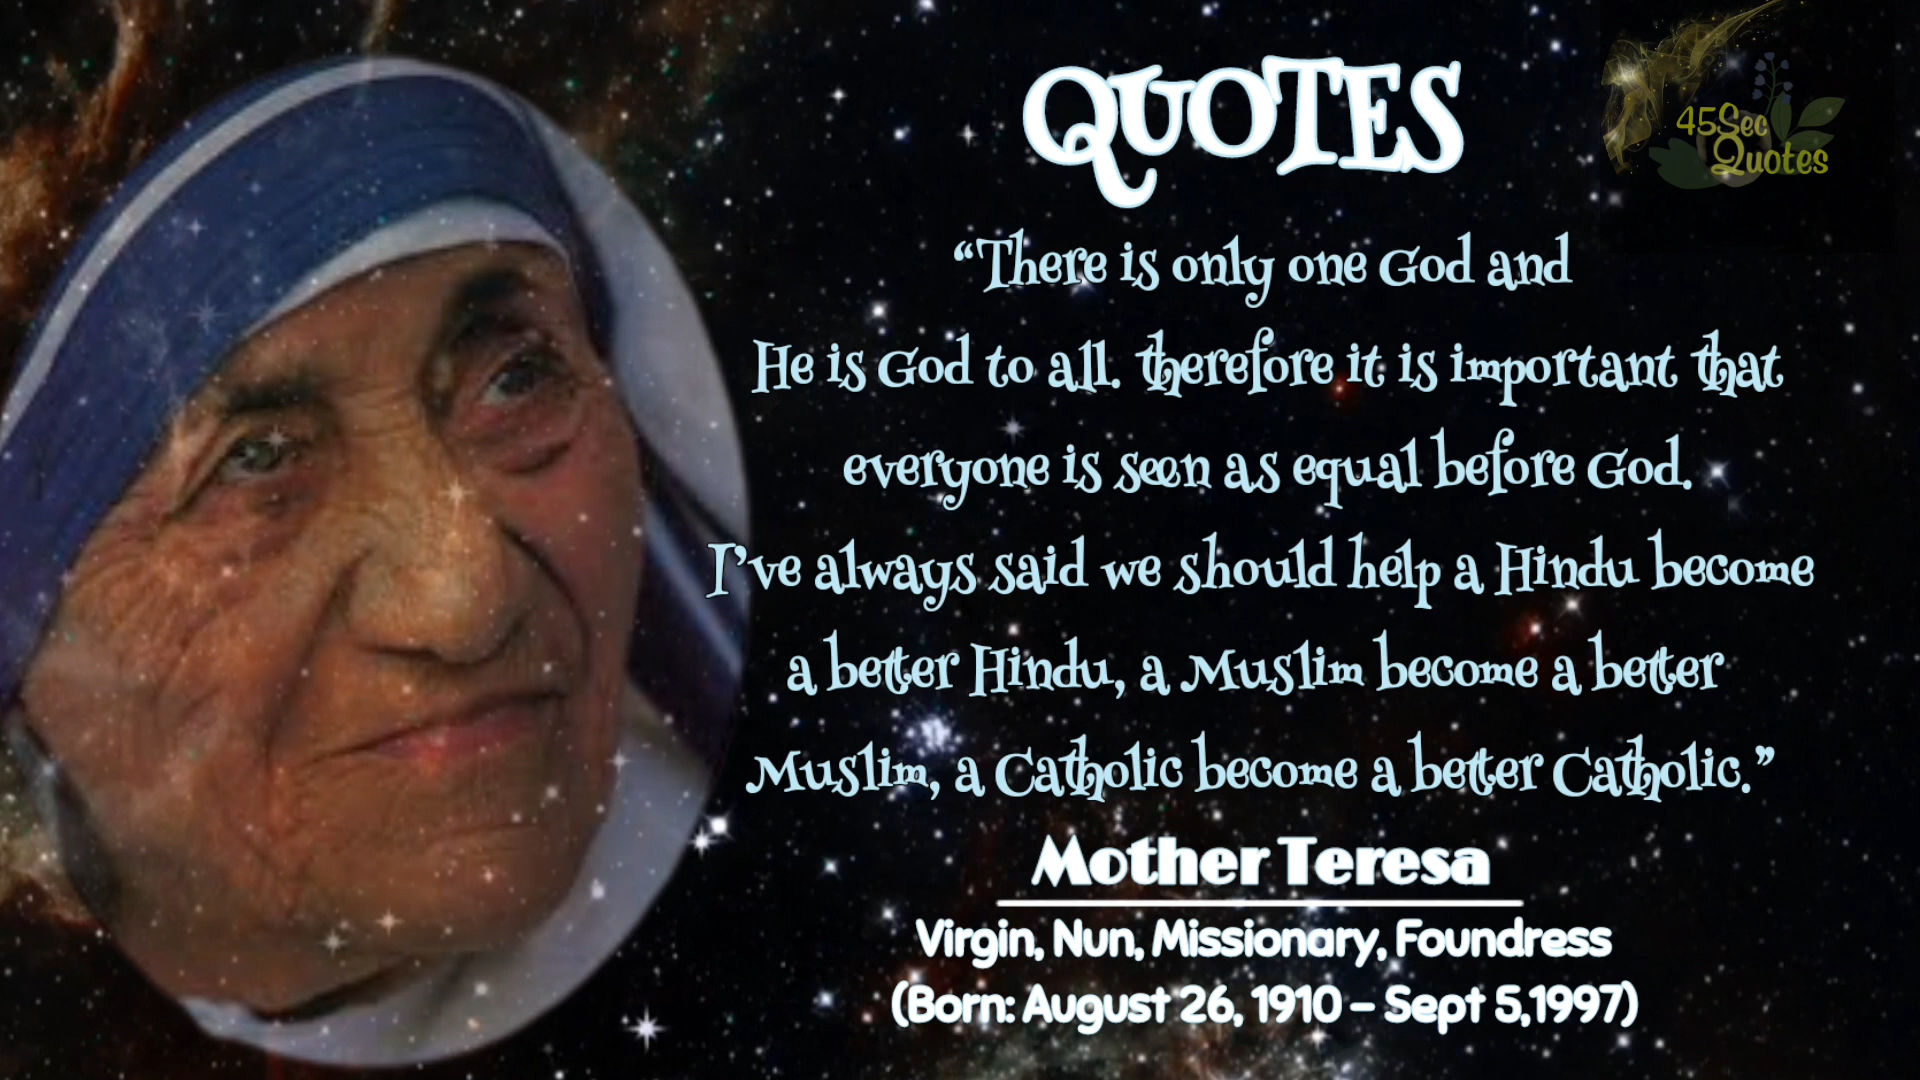 QUOTES
45Sec
Quotes
“There is only one God and
He is God to all. therefore it is important that
everyone is seen as equal before God.
I’ve always said we should help a Hindu become
a better Hindu, a Muslim become a better
Muslim, a Catholic become a better Catholic.”
Mother Teresa
Virgin, Nun, Missionary, Foundress
(Born: August 26, 1910 – Sept 5,1997)